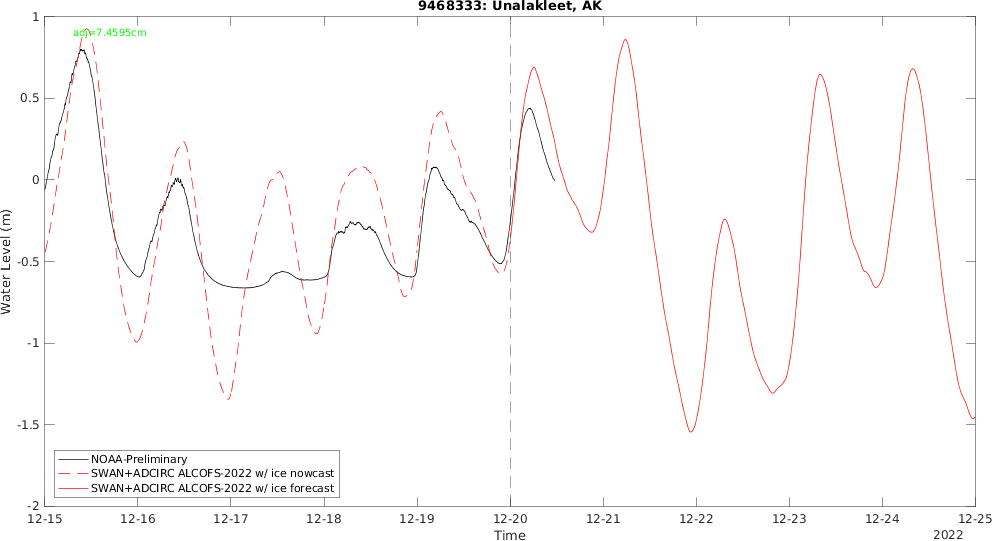 9468333: Unalakleet, AK
adj=7.4595cm
Water Level (m)
1
0.5
0
-0.5
-1
-1.5
-2
NOAA-Preliminary
SWAN+ADCIRC ALCOFS-2022 w/ ice nowcast
SWAN+ADCIRC ALCOFS-2022 w/ ice forecast
12-15 12-16 12-17 12-18 12-19 12-20 12-21 12-22 12-23 12-24 12-25
Time
2022